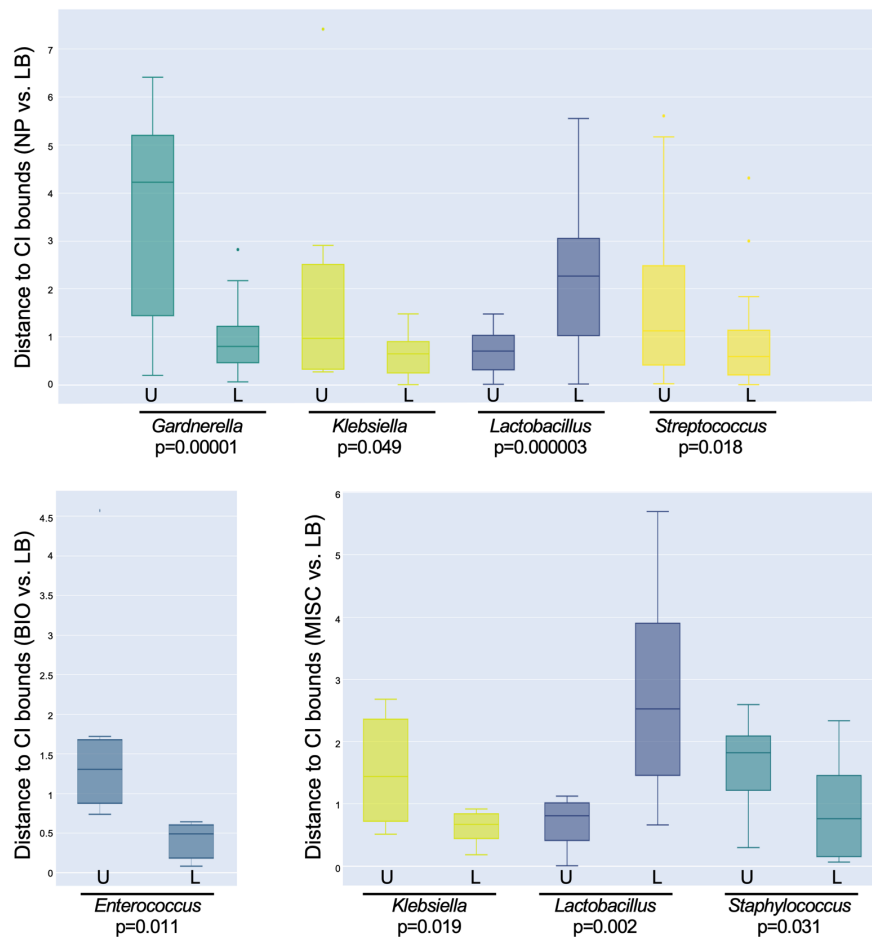 Distance to CI bounds (NP vs. LB)
7
6
5
4
3
2
1
0
U L U L U L U L
Gardnerella Klebsiella Lactobacillus Streptococcus
p=0.00001 p=0.049 p=0.000003 p=0.018
Distance to CI bounds (BIO vs. LB)
4.5
4
3.5
3
2.5
2
1.5
1
0.5
0
U L
Enterococcus
p=0.011
Distance to CI bounds (MISC vs. LB)
6
5
4
3
2
1
0
U L U L U L
Klebsiella Lactobacillus Staphylococcus
p=0.019 p=0.002 p=0.031